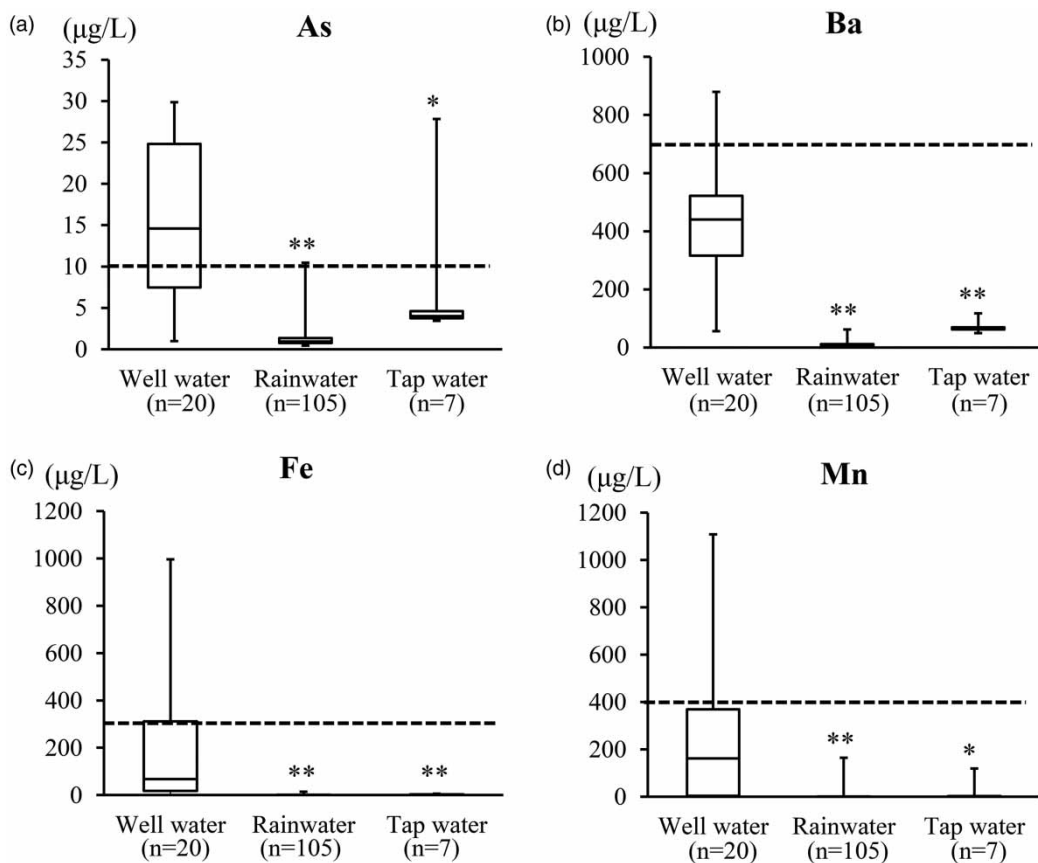 (a) (μg/L) As
35
30
25
20
15
10
5
0
*
**
Well water Rainwater Tap water
(n=20) (n=105) (n=7)
(b) (μg/L) Ba
1000
800
600
400
200
0
** **
Well water Rainwater Tap water
(n=20) (n=105) (n=7)
(c) (μg/L) Fe
1200
1000
800
600
400
200
0
** **
Well water Rainwater Tap water
(n=20) (n=105) (n=7)
(d) (μg/L) Mn
1200
1000
800
600
400
200
0
** *
Well water Rainwater Tap water
(n=20) (n=105) (n=7)